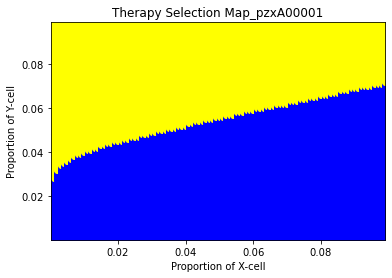 Therapy Selection Map_pzxA00001
0.08
0.06
0.04
0.02
Proportion of Y-cell
0.02 0.04 0.06 0.08
Proportion of X-cell